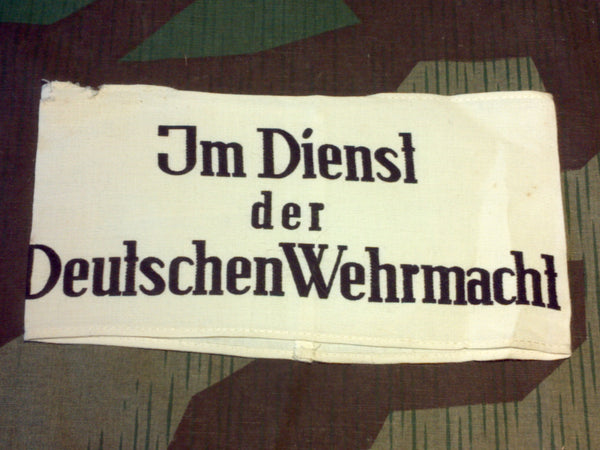 Im Dienst
der
Deutschen Wehrmacht